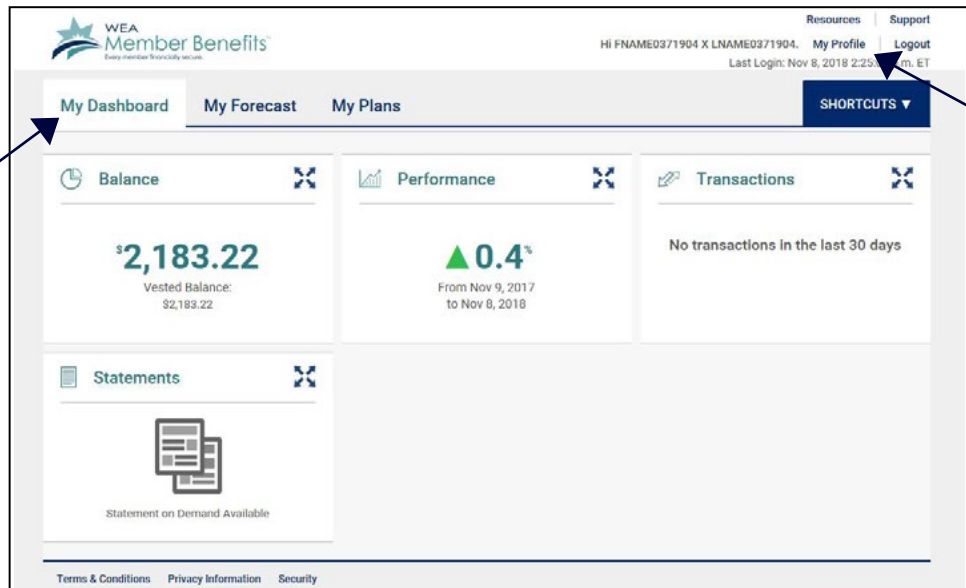 WEA
Member Benefits
Every member financially secure.
Resources Support
Hi FNAME0371904 X LNAME0371904. My Profile Logout
Last Login: Nov 8, 2018 2:25 .m. ET
My Dashboard My Forecast My Plans SHORTCUTS ▼
Balance
$2,183.22
Vested Balance:
$2,183.22
Performance
▲0.4%
From Nov 9, 2017
to Nov 8, 2018
Transactions
No transactions in the last 30 days
Statements
Statement on Demand Available
Terms & Conditions Privacy Information Security